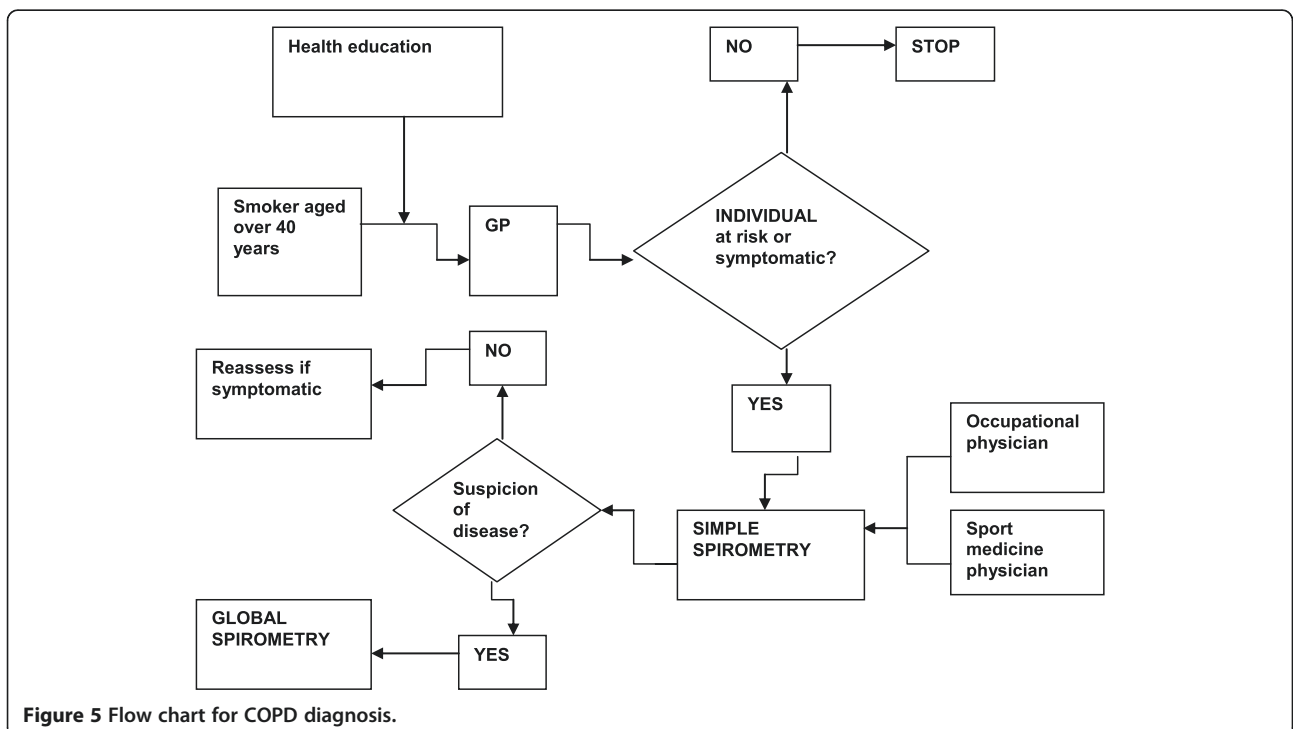 Health education
NO
STOP
Smoker aged
over 40
years
GP
INDIVIDUAL
at risk or
symptomatic?
NO
Reassess if
symptomatic
YES
Occupational
physician
Suspicion
of
disease?
SIMPLE
SPIROMETRY
Sport
medicine
physician
GLOBAL
SPIROMETRY
YES
Figure 5 Flow chart for COPD diagnosis.